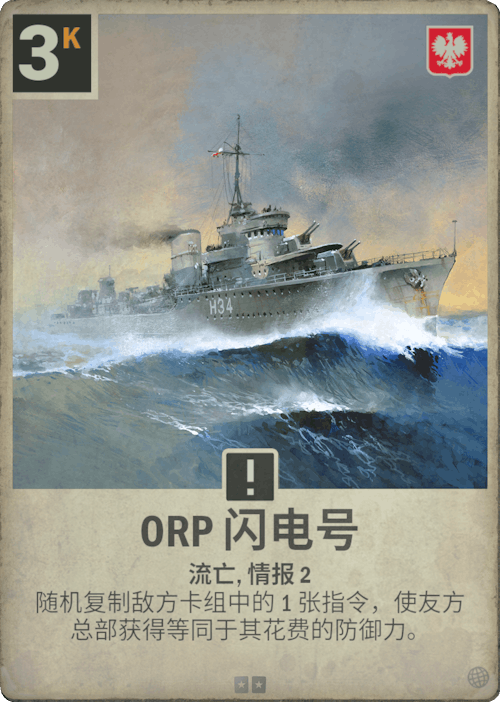 3K
H34
!
ORP 闪电号
流亡, 情报 2
随机复制敌方卡组中的 1 张指令，使友方
总部获得等同于其花费的防御力。